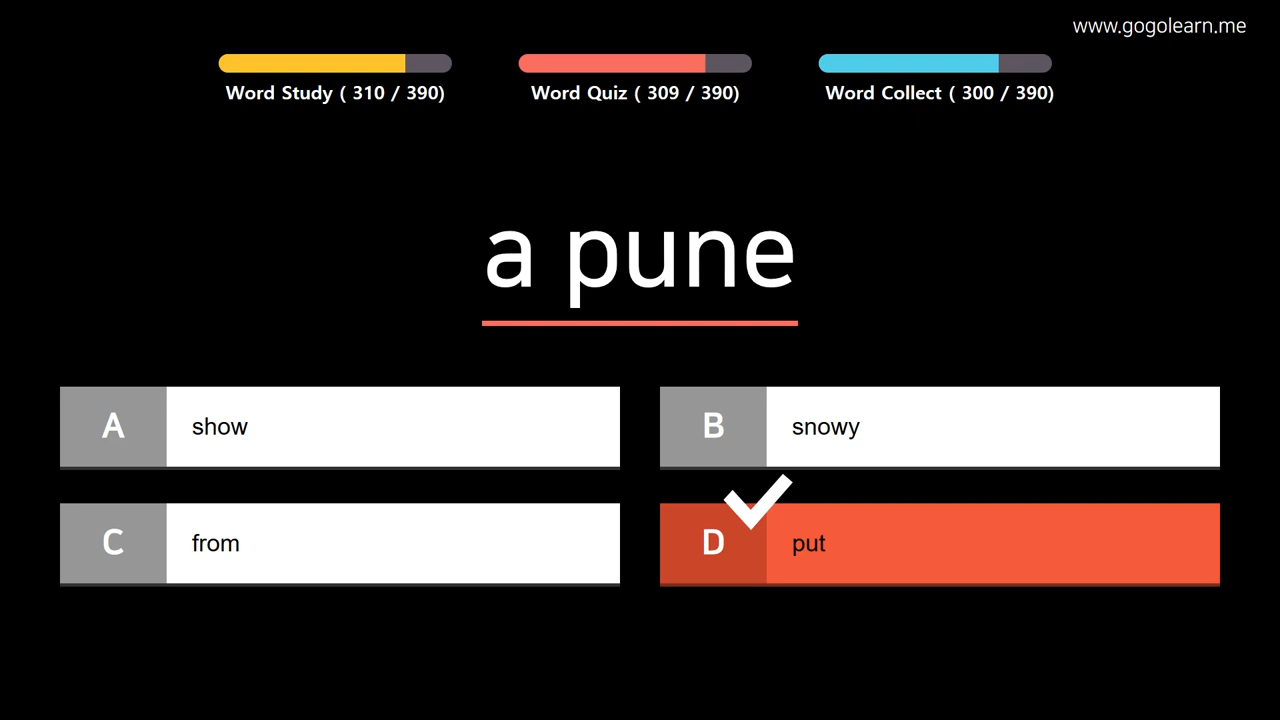 www.gogolearn.me
Word Study ( 310 / 390)
Word Quiz ( 309 / 390)
Word Collect ( 300 / 390)
a pune
A show
B snowy
C from
D put